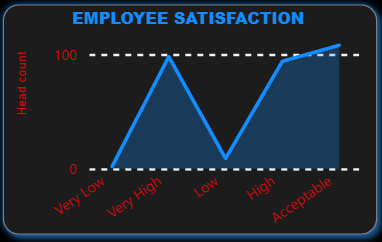 EMPLOYEE SATISFACTION
Head count
100
0
Very Low
Very High
Low
High
Acceptable